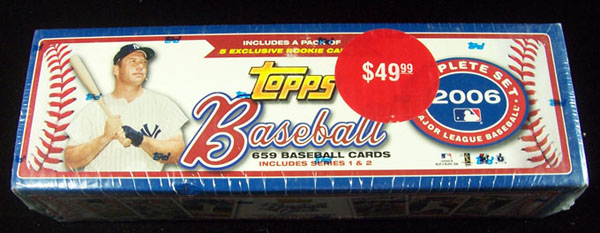 INCLUDES A PACK OF
5 EXCLUSIVE ROOKIE CA
$49.99
topps
Baseball
659 BASEBALL CARDS
INCLUDES SERIES 1 & 2
MPLETE SET
2006
AJOR LEAGUE BASEBALL